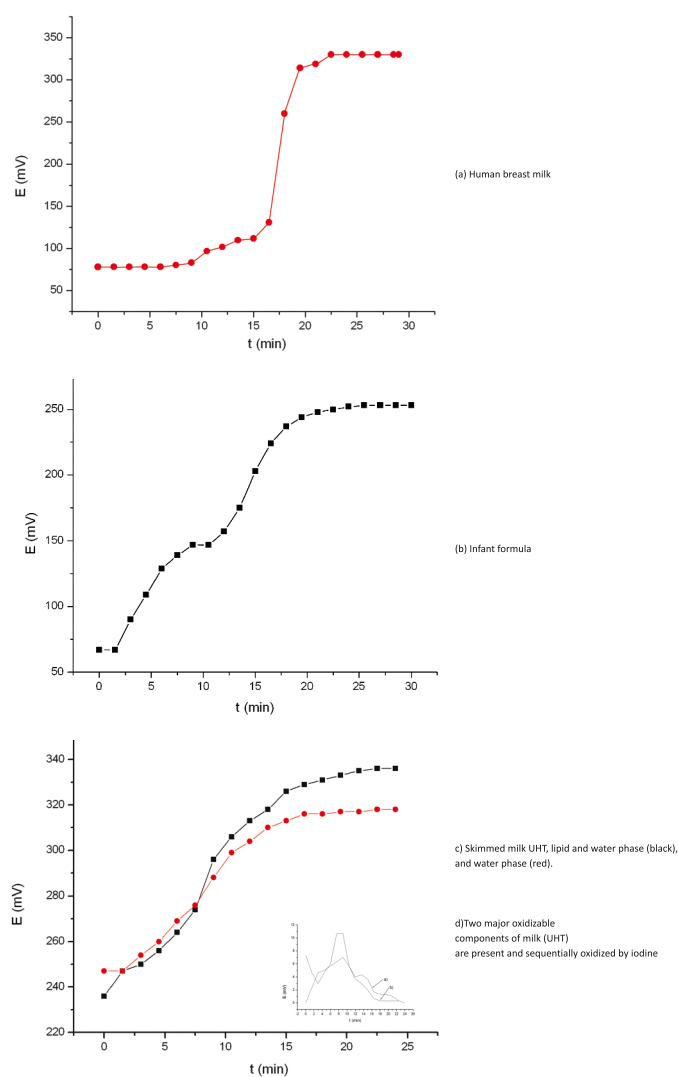 350
300
250
200
150
100
50
E (mV)
0
5
10
15
20
25
30
t (min)
(a) Human breast milk
250
200
150
100
50
E (mV)
0
5
10
15
20
25
30
t (min)
(b) Infant formula
340
320
300
280
260
240
220
E (mV)
0
5
10
15
20
25
t (min)
c) Skimmed milk UHT, lipid and water phase (black),
and water phase (red).
d)Two major oxidizable
components of milk (UHT)
are present and sequentially oxidized by iodine
E (mV)
t (min)